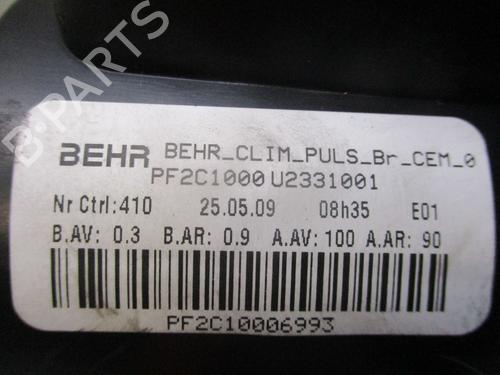 BEHR BEHR_CLIM_PULS_Br_CEM_0
PF2C1000 U2331001
Nr Ctrl:410 25.05.09 08h35 E01
B.AV: 0.3 B.AR: 0.9 A.AV: 100 A.AR: 90
PF2C10006993
B-PARTS